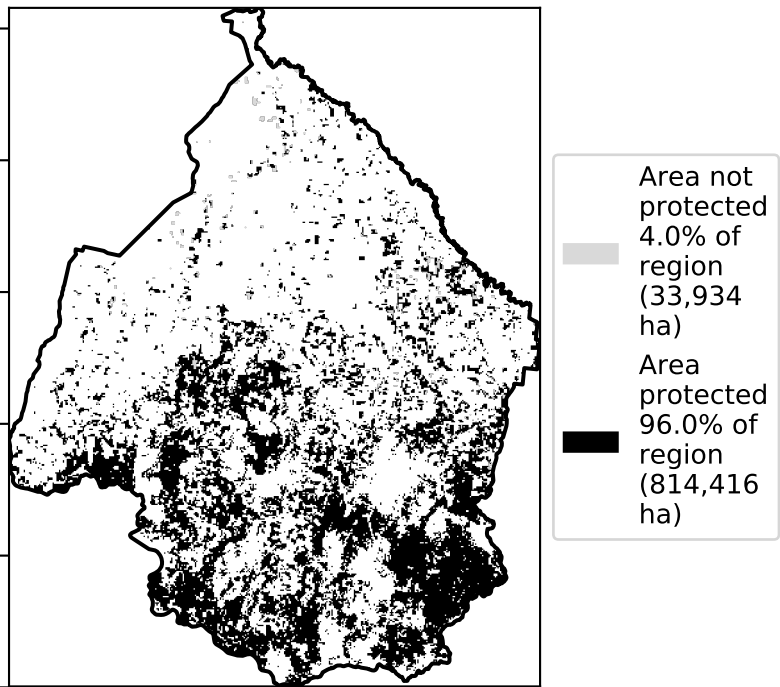 Area not
protected
4.0% of
region
(33,934
ha)
Area
protected
96.0% of
region
(814,416
ha)